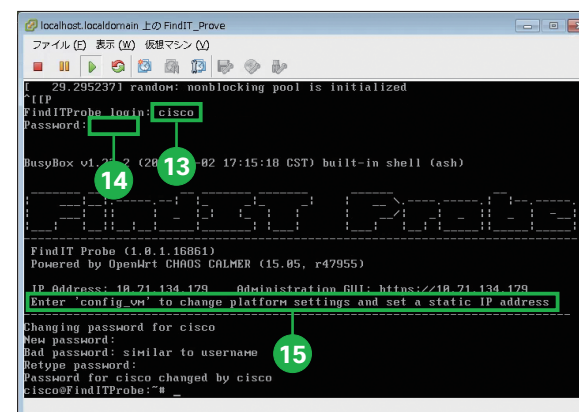 localhost.localdomain 上の FindIT_Prove
ファイル (F) 表示 (W) 仮想マシン (V)
[ 29.295237] random: nonblocking pool is initialized
^[[P
FindITProbe login: cisco
Password:
13
14
BusyBox v1.2 2 (20 -02 17:15:18 CST) built-in shell (ash)
FindIT Probe
FindIT Probe (1.0.1.16861)
Powered by OpenWrt CHAOS CALMER (15.05, r47955)
IP Address: 10.71.134.179 Administration GUI: https://10.71.134.179
Enter 'config_vm' to change platform settings and set a static IP address
15
Changing password for cisco
New password:
Bad password: similar to username
Retype password:
Password for cisco changed by cisco
cisco@FindITProbe:~# _